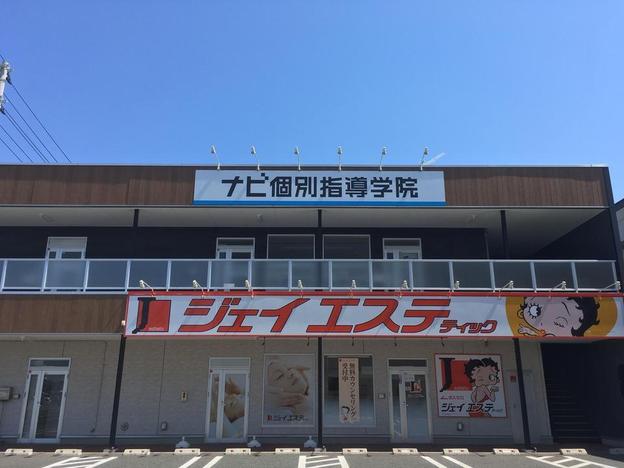 ナビ個別指導学院
J
ジェイエステティック
無料カウンセリング
受付中
J
ジェイエステ
ジェイエステ